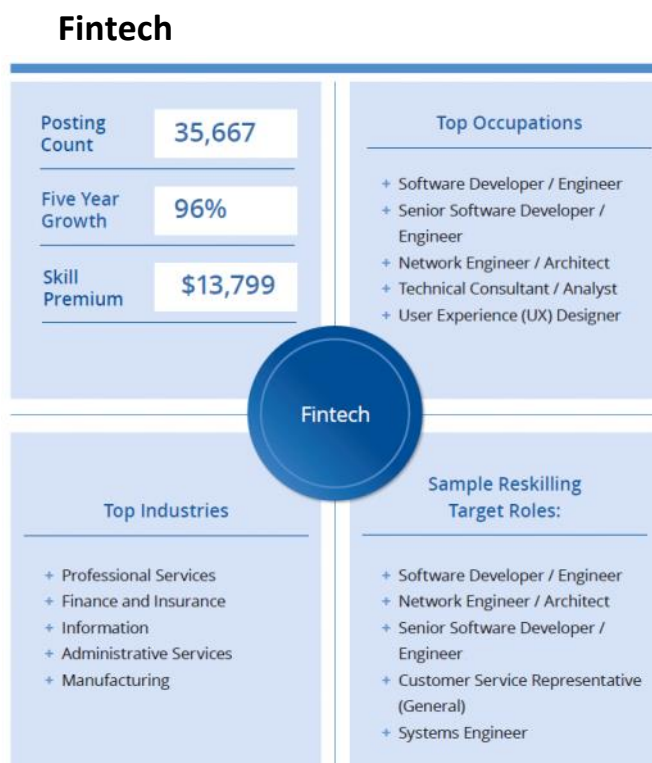 Fintech
Posting
Count
35,667
Five Year
Growth
96%
Skill
Premium
$13,799
Top Occupations
+ Software Developer / Engineer
+ Senior Software Developer /
Engineer
+ Network Engineer / Architect
+ Technical Consultant / Analyst
+ User Experience (UX) Designer
Fintech
Top Industries
+ Professional Services
+ Finance and Insurance
+ Information
+ Administrative Services
+ Manufacturing
Sample Reskilling
Target Roles:
+ Software Developer / Engineer
+ Network Engineer / Architect
+ Senior Software Developer /
Engineer
+ Customer Service Representative
(General)
+ Systems Engineer